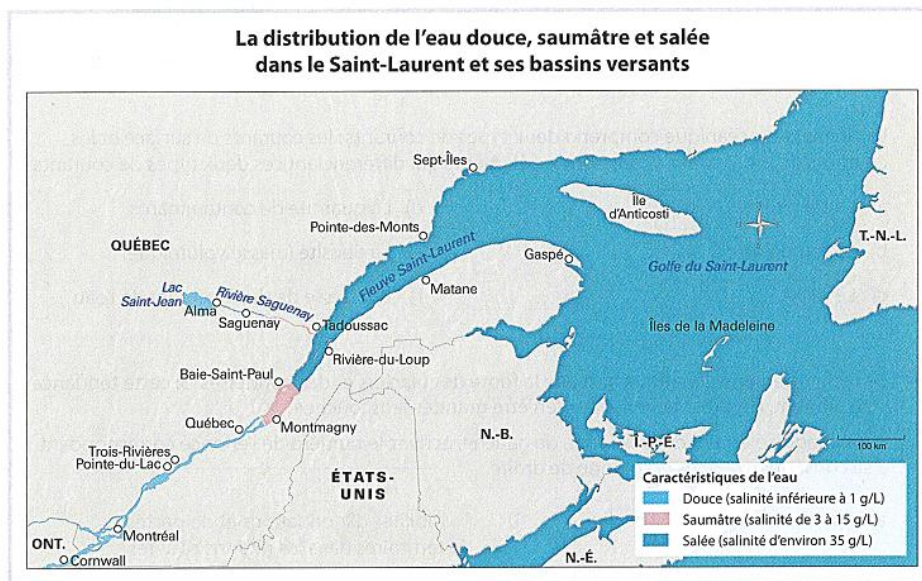 La distribution de l'eau douce, saumâtre et salée
dans le Saint-Laurent et ses bassins versants
Sept-Îles
Île
d'Anticosti
Pointe-des-Monts
QUÉBEC
T.-N.-L.
Fleuve Saint-Laurent
Gaspé
Golfe du Saint-Laurent
Lac
Saint-Jean
Rivière Saguenay
Matane
Alma
Saguenay
Tadoussac
Îles de la Madeleine
Rivière-du-Loup
Baie-Saint-Paul
Québec
Montmagny
N.-B.
Î.-P.-É.
100 km
Trois-Rivières
Pointe-du-Lac
ÉTATS-
UNIS
Caractéristiques de l'eau
Douce (salinité inférieure à 1 g/L)
Saumâtre (salinité de 3 à 15 g/L)
Salée (salinité d'environ 35 g/L)
Montréal
ONT.
Cornwall
N.-É.